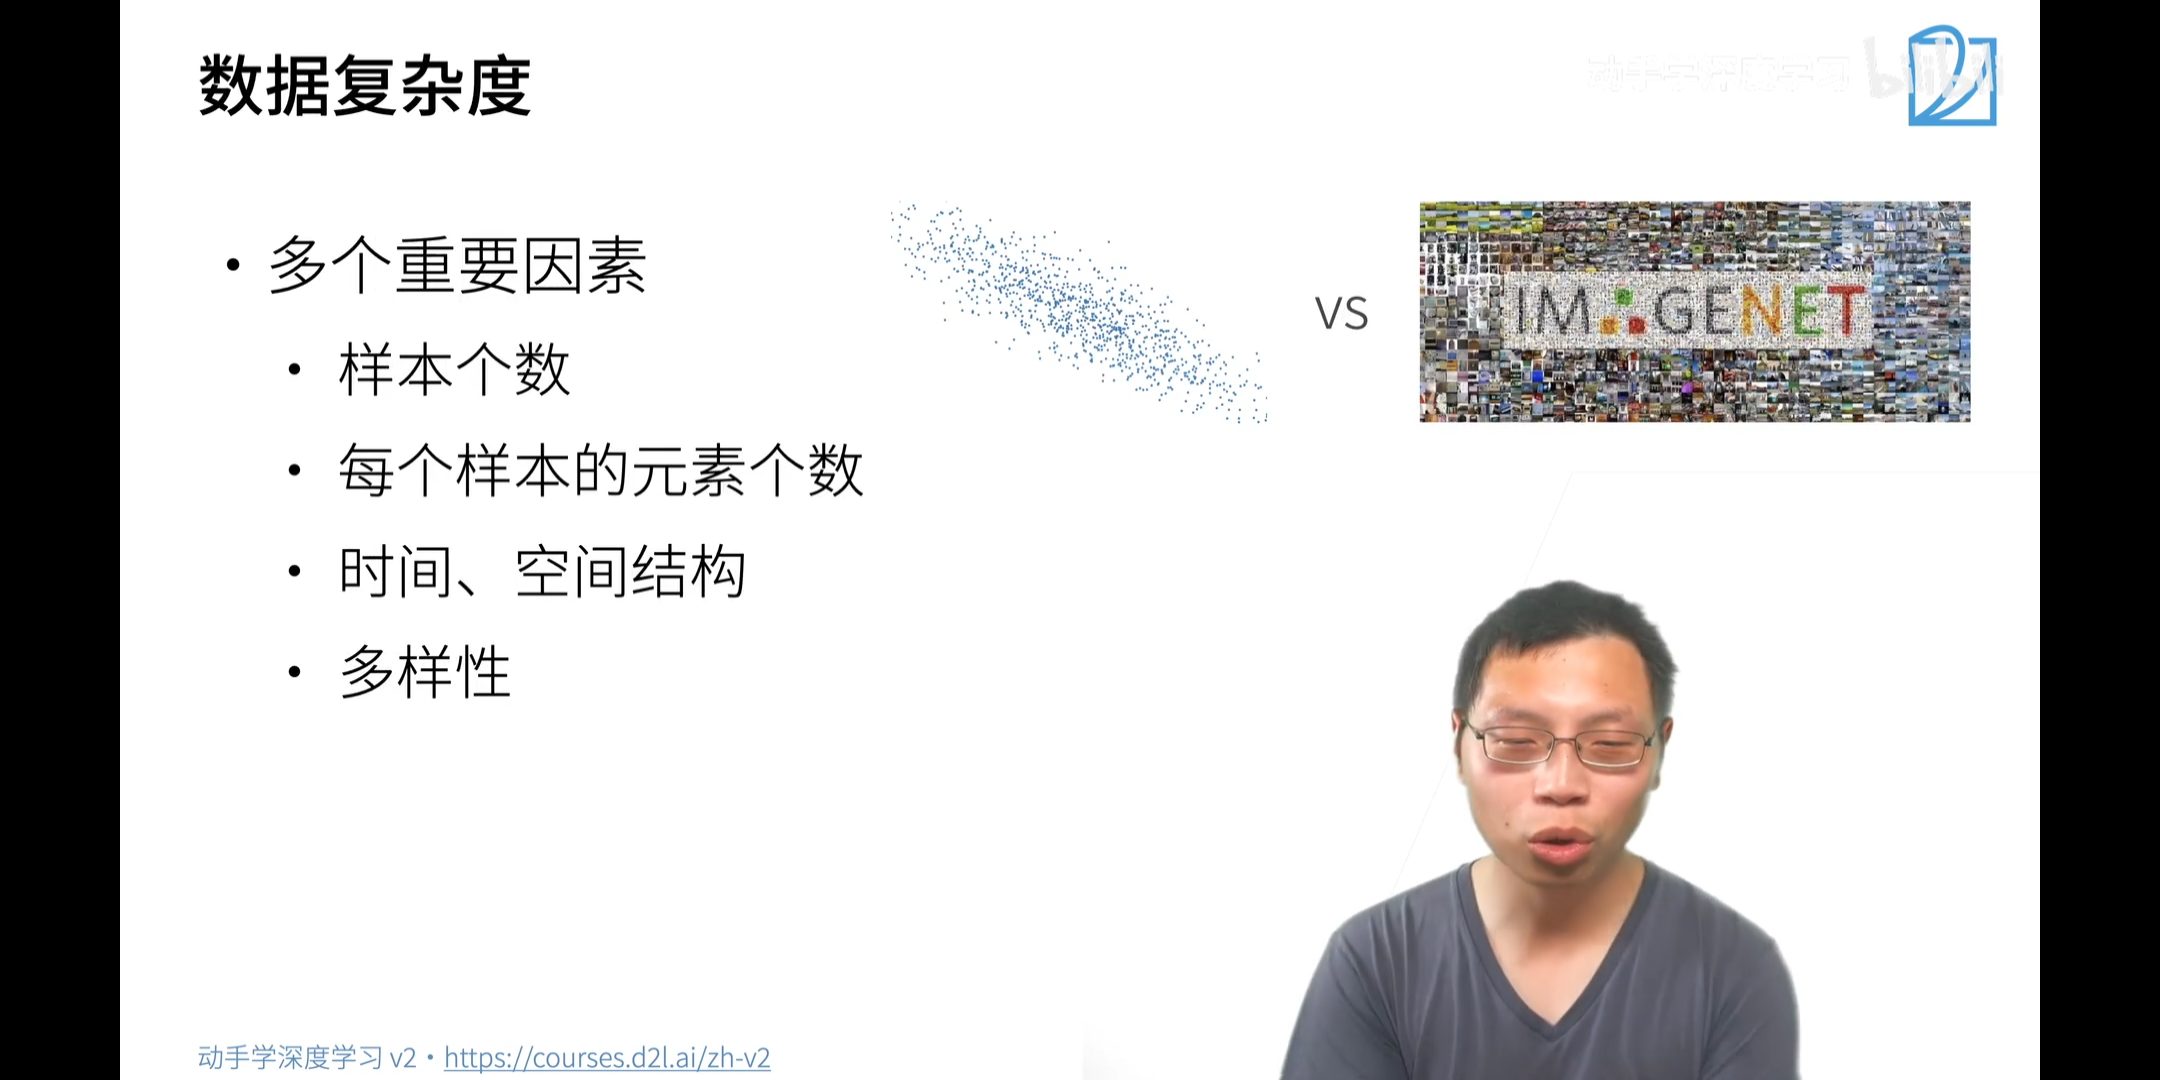 数据复杂度
动手学深度学习 bilibili
• 多个重要因素
• 样本个数
• 每个样本的元素个数
• 时间、空间结构
• 多样性
VS
IMAGENET
动手学深度学习 v2 • https://courses.d2l.ai/zh-v2